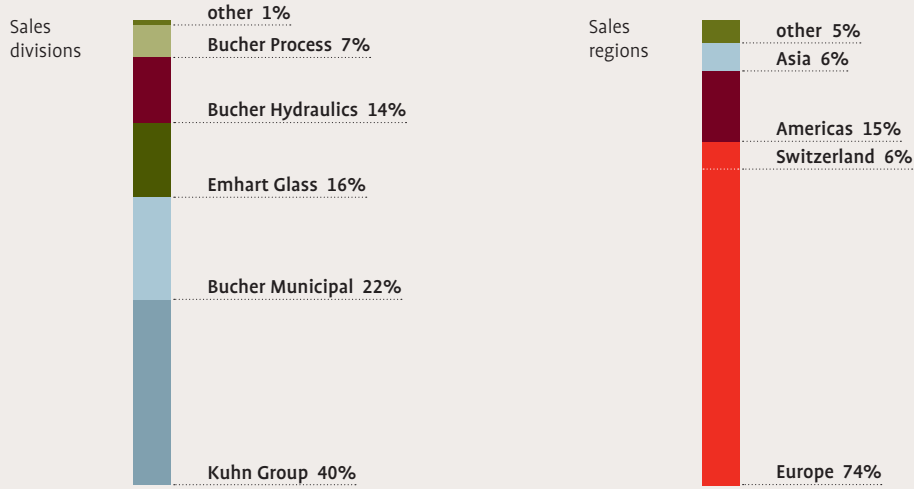 Sales
divisions
other 1%
Bucher Process 7%
Bucher Hydraulics 14%
Emhart Glass 16%
Bucher Municipal 22%
Kuhn Group 40%
Sales
regions
other 5%
Asia 6%
Americas 15%
Switzerland 6%
Europe 74%